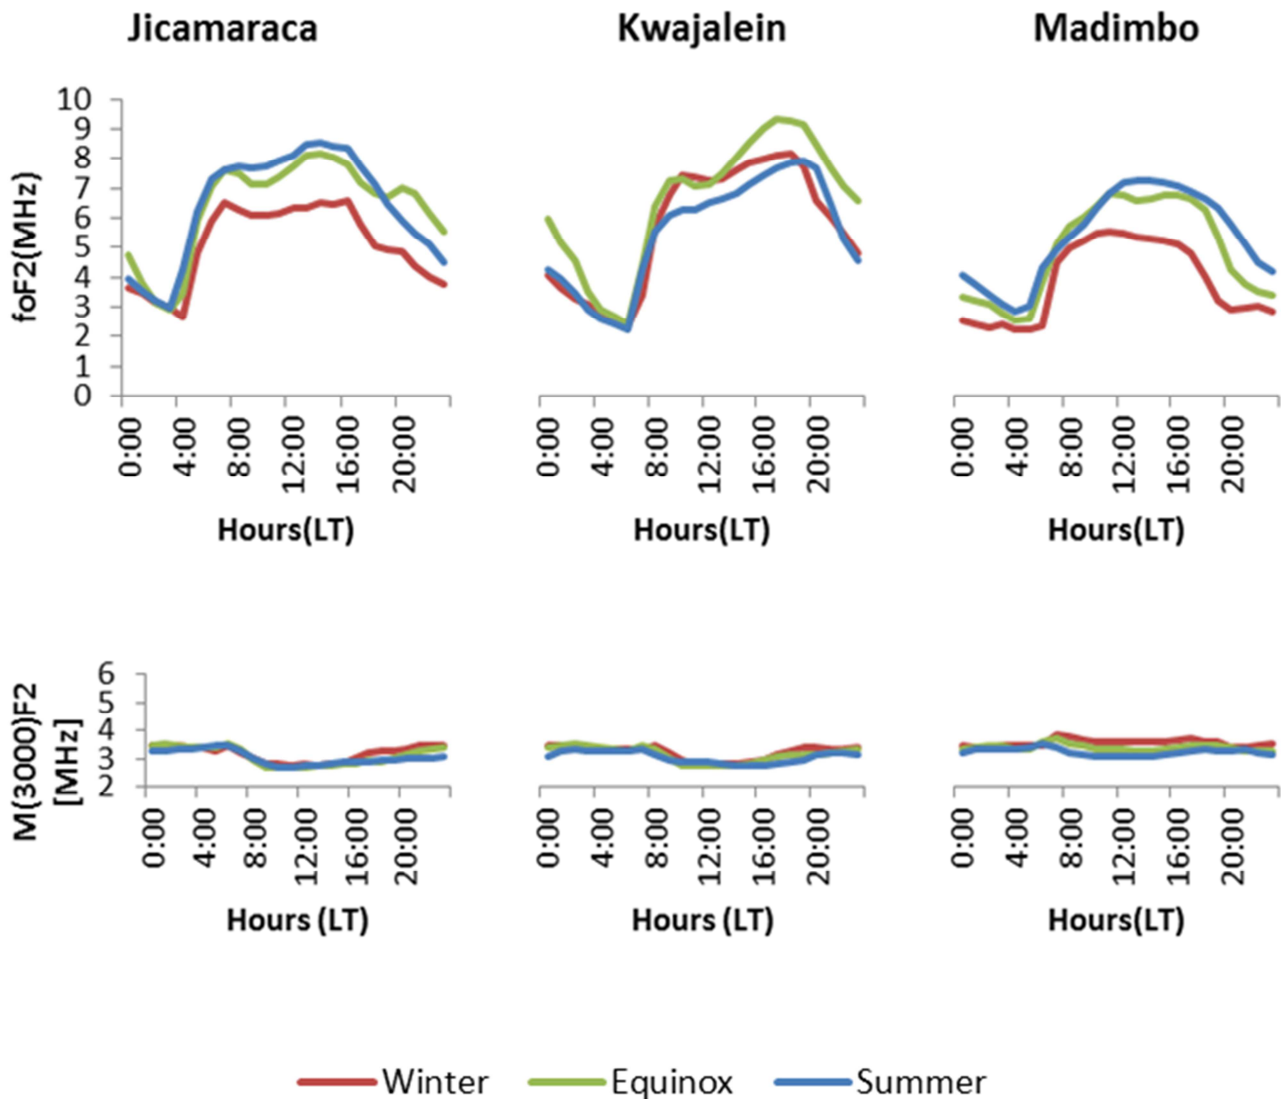 Jicamaraca Kwajalein Madimbo
foF2(MHz)
10
9
8
7
6
5
4
3
2
1
0
0:00 4:00 8:00 12:00 16:00 20:00
0:00 4:00 8:00 12:00 16:00 20:00
0:00 4:00 8:00 12:00 16:00 20:00
Hours(LT) Hours(LT) Hours(LT)
M(3000)F2
[MHz]
6
5
4
3
2
0:00 4:00 8:00 12:00 16:00 20:00
0:00 4:00 8:00 12:00 16:00 20:00
0:00 4:00 8:00 12:00 16:00 20:00
Hours (LT) Hours (LT) Hours(LT)
Winter Equinox Summer